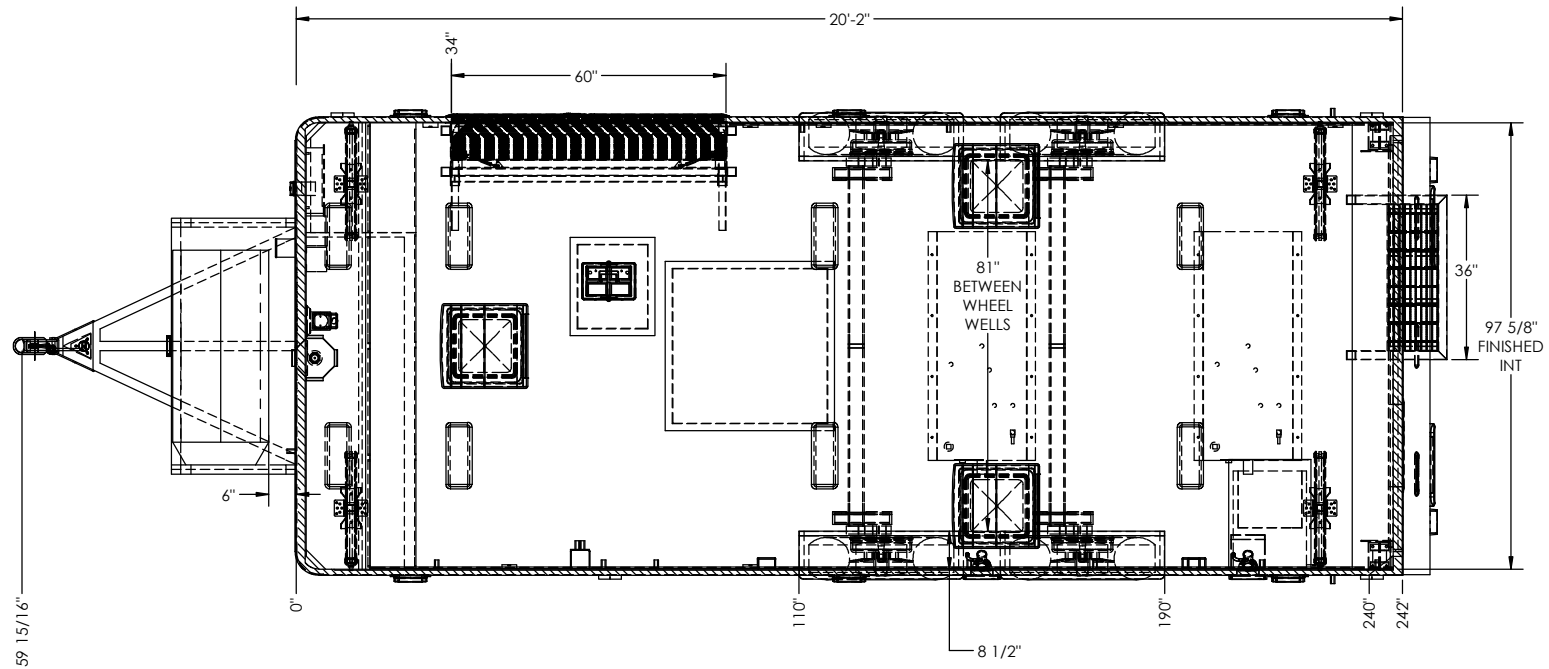 20'-2"
34"
60"
81"
BETWEEN
WHEEL
WELLS
36"
97 5/8"
FINISHED
INT
6"
59 15/16"
0"
110"
8 1/2"
190"
240"
242"